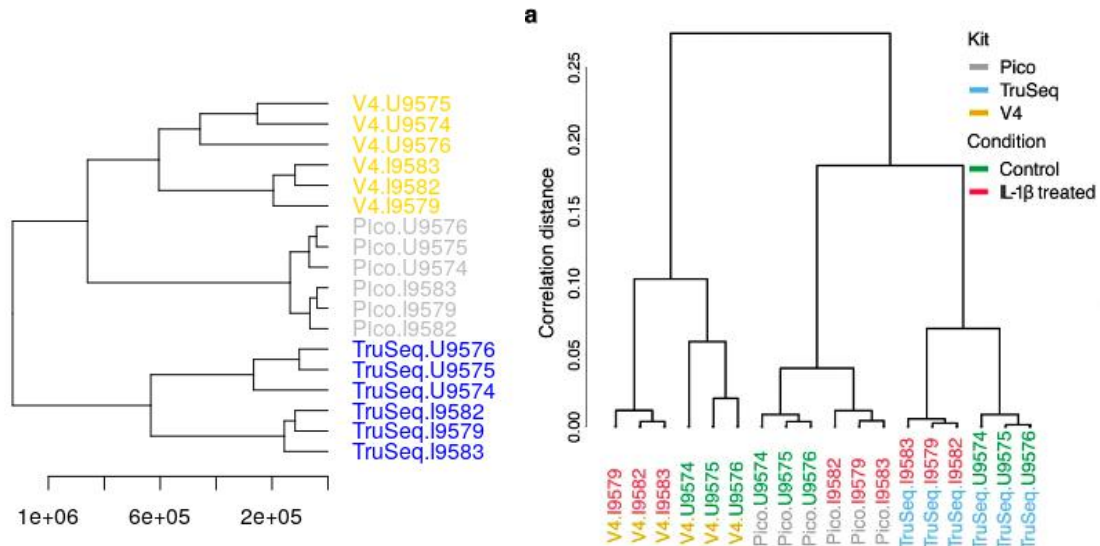 V4.U9575
V4.U9574
V4.U9576
V4.I9583
V4.I9582
V4.I9579
Pico.U9576
Pico.U9575
Pico.U9574
Pico.I9583
Pico.I9579
Pico.I9582
TruSeq.U9576
TruSeq.U9575
TruSeq.U9574
TruSeq.I9582
TruSeq.I9579
TruSeq.I9583
1e+06 6e+05 2e+05
a
Kit
Pico
TruSeq
V4
Condition
Control
IL-1β treated
Correlation distance
0.25
0.20
0.15
0.10
0.05
0.00
V4.I9579
V4.I9582
V4.I9583
V4.U9574
V4.U9575
V4.U9576
Pico.U9574
Pico.U9575
Pico.U9576
Pico.I9582
Pico.I9579
Pico.I9583
TruSeq.I9583
TruSeq.I9579
TruSeq.I9582
TruSeq.U9574
TruSeq.U9575
TruSeq.U9576